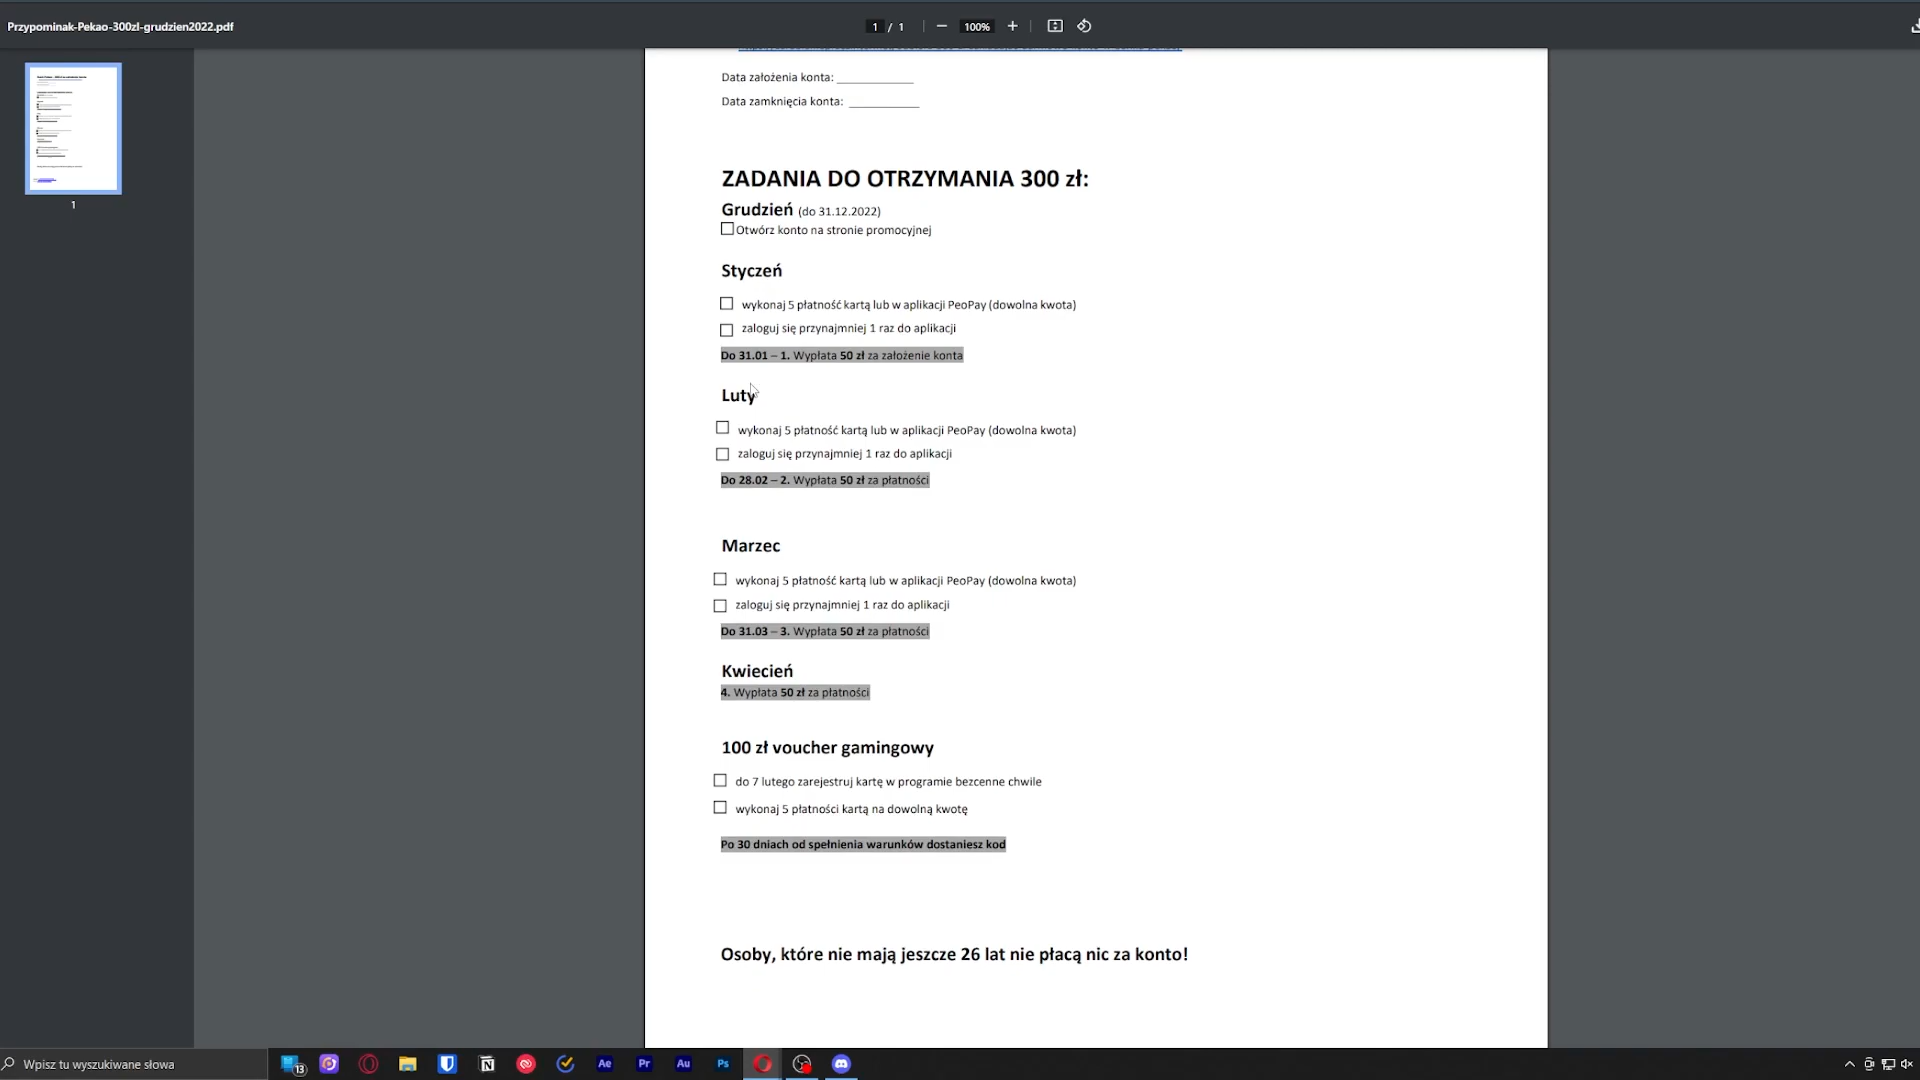 Przypominak-Pekao-300zl-grudzien2022.pdf
1 / 1
100%
1
Data założenia konta: ____________
Data zamknięcia konta: ___________
ZADANIA DO OTRZYMANIA 300 zł:
Grudzień (do 31.12.2022)
Otwórz konto na stronie promocyjnej
Styczeń
wykonaj 5 płatność kartą lub w aplikacji PeoPay (dowolna kwota)
zaloguj się przynajmniej 1 raz do aplikacji
Do 31.01 – 1. Wypłata 50 zł za założenie konta
Luty
wykonaj 5 płatność kartą lub w aplikacji PeoPay (dowolna kwota)
zaloguj się przynajmniej 1 raz do aplikacji
Do 28.02 – 2. Wypłata 50 zł za płatności
Marzec
wykonaj 5 płatność kartą lub w aplikacji PeoPay (dowolna kwota)
zaloguj się przynajmniej 1 raz do aplikacji
Do 31.03 – 3. Wypłata 50 zł za płatności
Kwiecień
4. Wypłata 50 zł za płatności
100 zł voucher gamingowy
do 7 lutego zarejestruj kartę w programie bezcenne chwile
wykonaj 5 płatności kartą na dowolną kwotę
Po 30 dniach od spełnienia warunków dostaniesz kod
Osoby, które nie mają jeszcze 26 lat nie płacą nic za konto!
Wpisz tu wyszukiwane słowa
13
Ae
Pr
Au
Ps